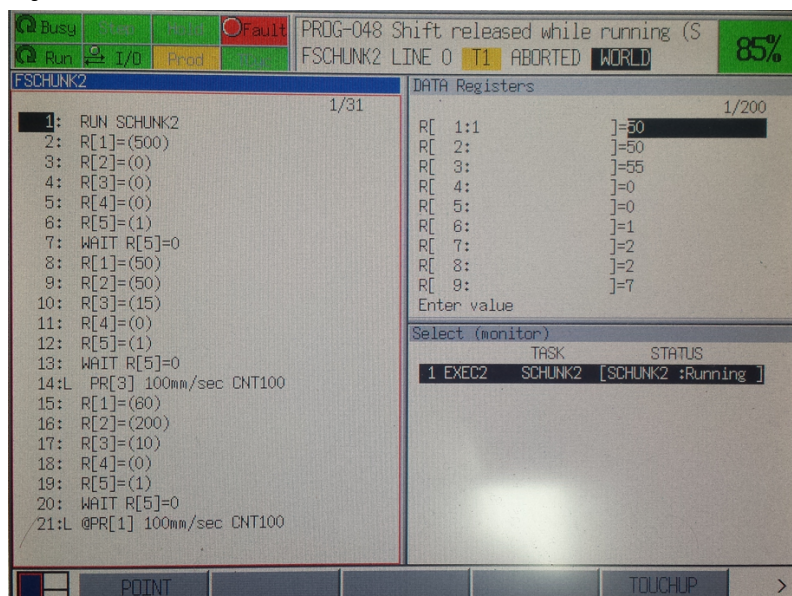 Busy
Fault
Run I/O Prod
PROG-048 Shift released while running (S
FSCHUNK2 LINE 0 T1 ABORTED WORLD
85%
FSCHUNK2
1/31
1: RUN SCHUNK2
2: R[1]=(500)
3: R[2]=(0)
4: R[3]=(0)
5: R[4]=(0)
6: R[5]=(1)
7: WAIT R[5]=0
8: R[1]=(50)
9: R[2]=(50)
10: R[3]=(15)
11: R[4]=(0)
12: R[5]=(1)
13: WAIT R[5]=0
14:L PR[3] 100mm/sec CNT100
15: R[1]=(60)
16: R[2]=(200)
17: R[3]=(10)
18: R[4]=(0)
19: R[5]=(1)
20: WAIT R[5]=0
21:L @PR[1] 100mm/sec CNT100
DATA Registers
1/200
R[ 1:1 ]=50
R[ 2: ]=50
R[ 3: ]=55
R[ 4: ]=0
R[ 5: ]=0
R[ 6: ]=1
R[ 7: ]=2
R[ 8: ]=2
R[ 9: ]=7
Enter value
Select (monitor)
TASK STATUS
1 EXEC2 SCHUNK2 [SCHUNK2 :Running ]
POINT
TOUCHUP >